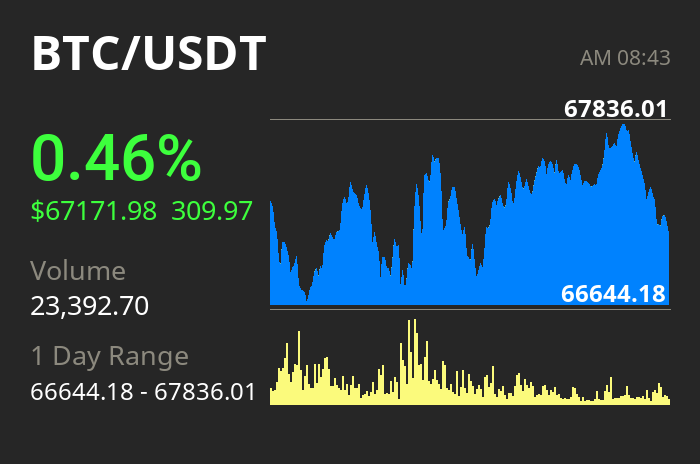 BTC/USDT
AM 08:43
67836.01
0.46%
$67171.98 309.97
Volume
23,392.70
66644.18
1 Day Range
66644.18 - 67836.01